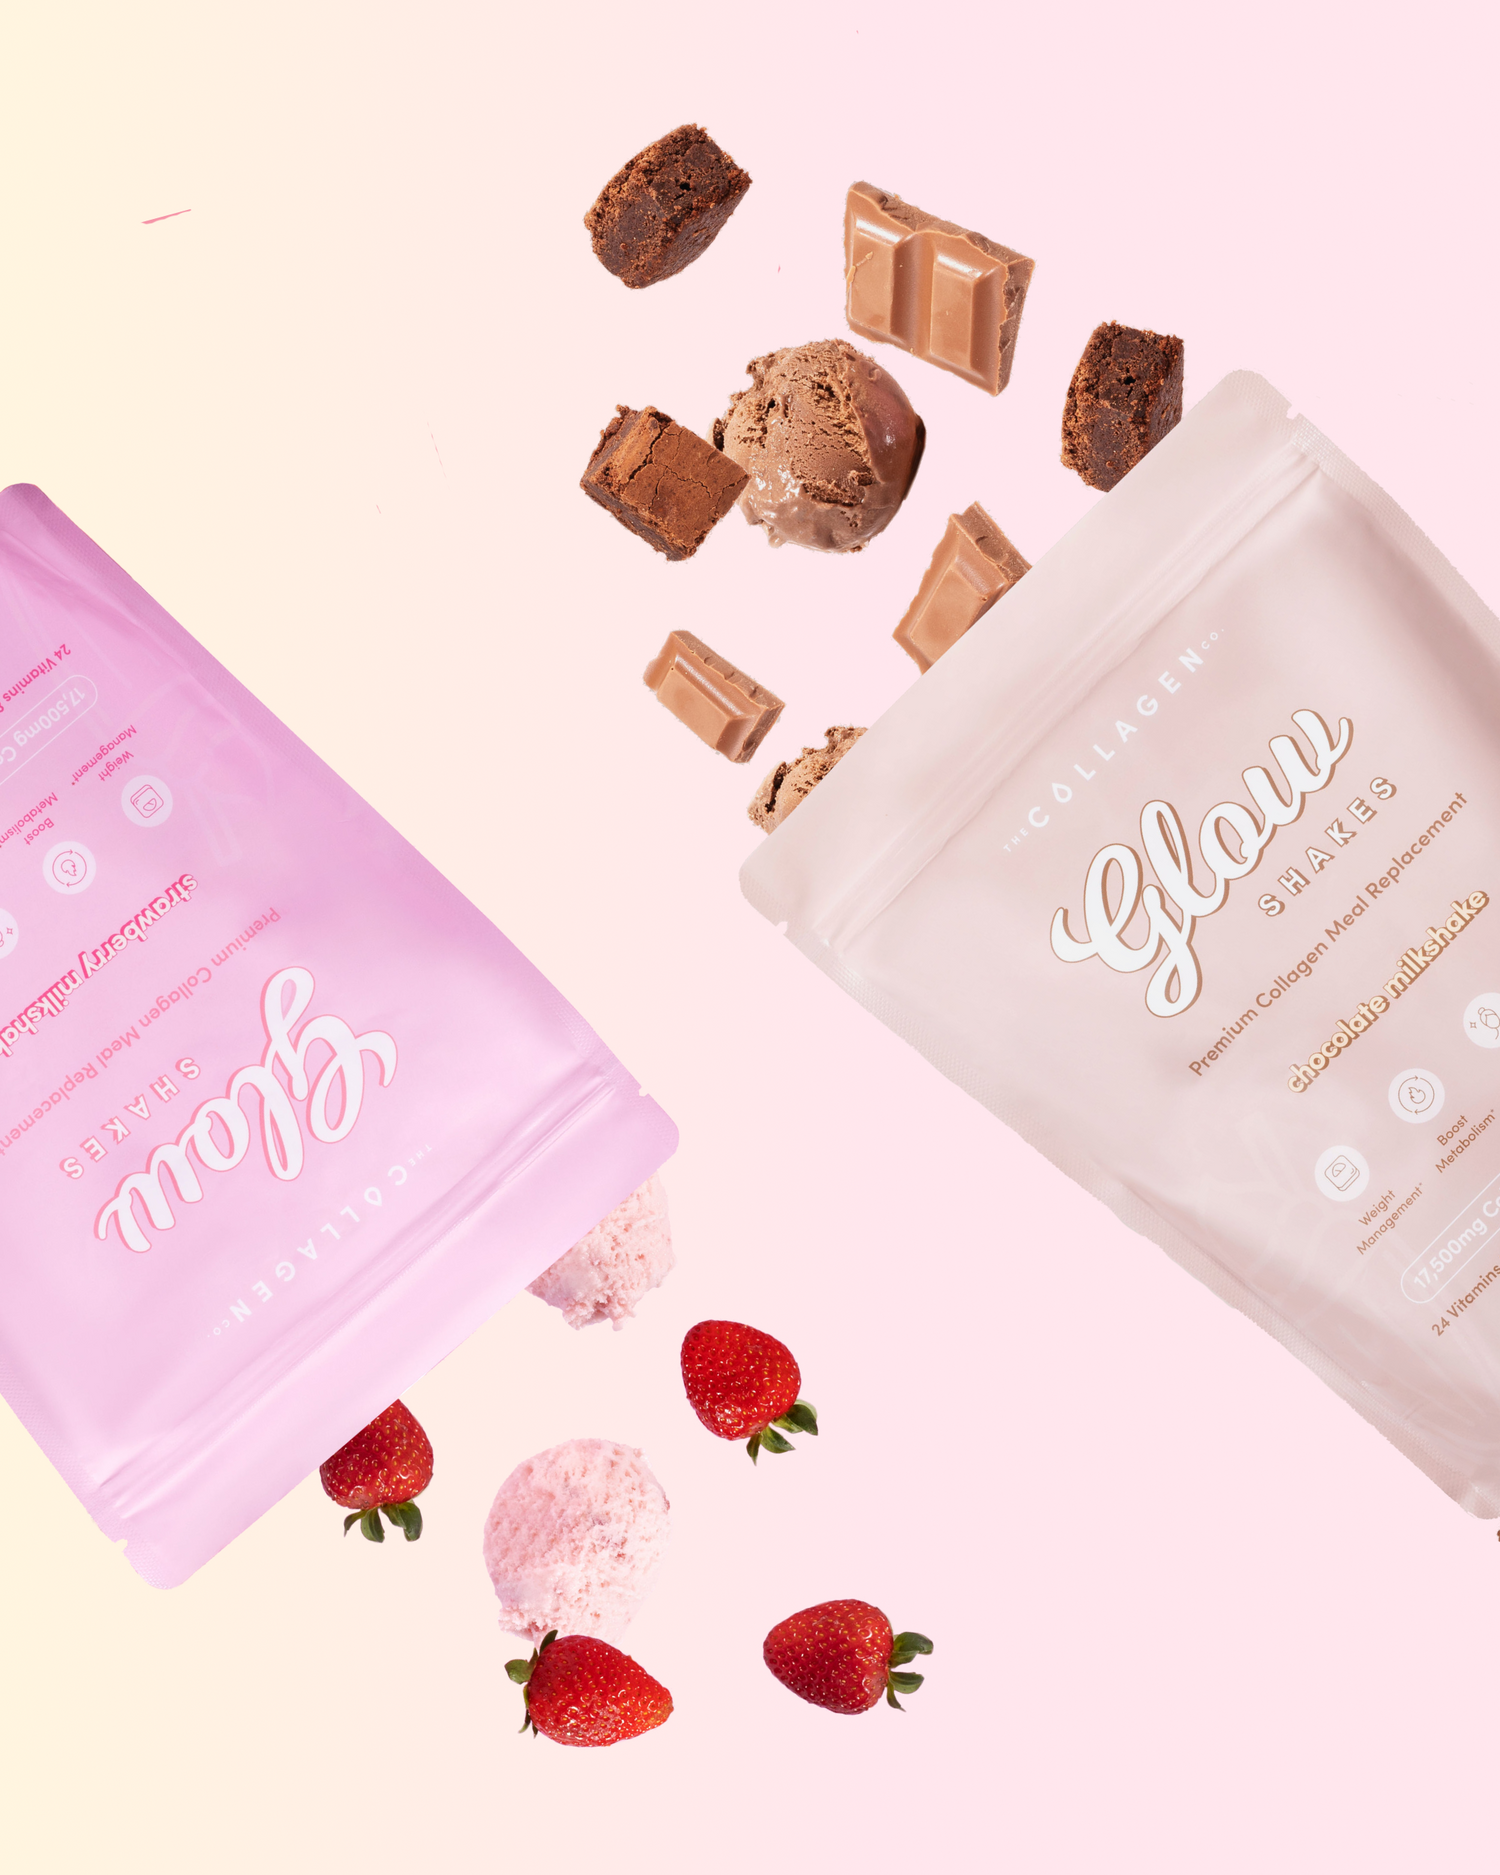 THE COLLAGEN CO.
Glow
SHAKES
Premium Collagen Meal Replacement
strawberry milkshake
Boost
Metabolism
Weight
Management*
17,500mg
24 Vitamins
THE COLLAGEN CO.
Glow
SHAKES
Premium Collagen Meal Replacement
chocolate milkshake
Weight
Management*
Boost
Metabolism*
17,500mg
24 Vitamins